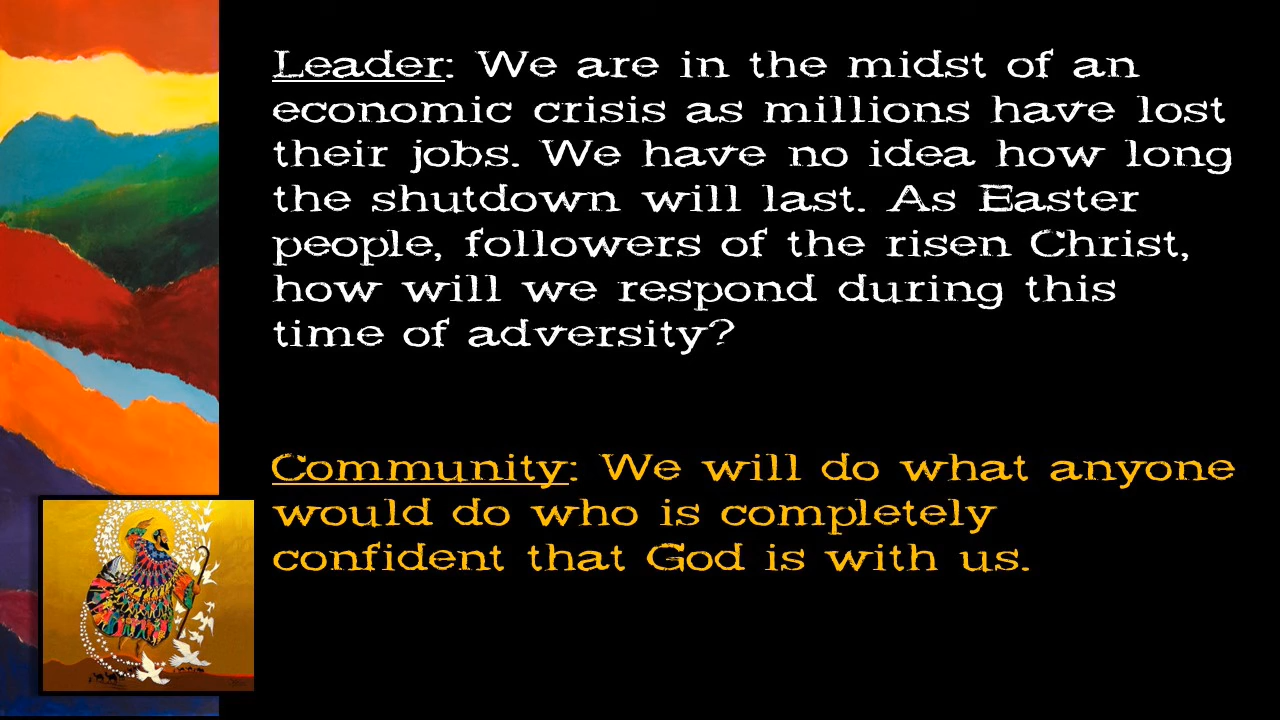 Leader: We are in the midst of an
economic crisis as millions have lost
their jobs. We have no idea how long
the shutdown will last. As Easter
people, followers of the risen Christ,
how will we respond during this
time of adversity?
Community: We will do what anyone
would do who is completely
confident that God is with us.